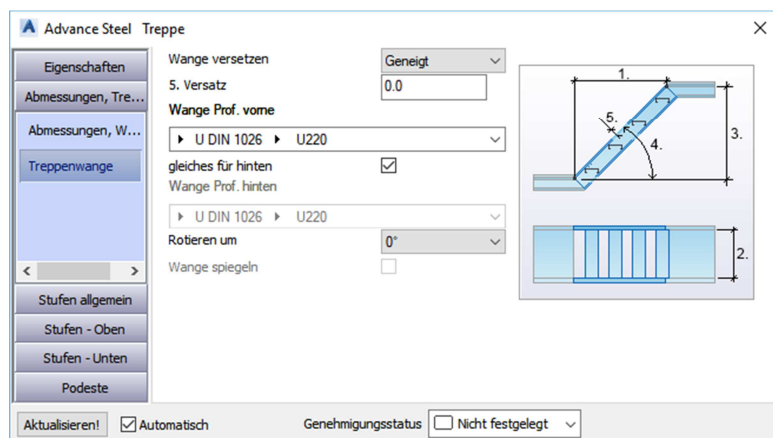 Advance Steel Treppe
Eigenschaften
Abmessungen, Tre...
Abmessungen, W...
Treppenwange
Stufen allgemein
Stufen - Oben
Stufen - Unten
Podeste
Wange versetzen Geneigt
5. Versatz 0.0
Wange Prof. vorne
U DIN 1026 U220
gleiches für hinten
Wange Prof. hinten
U DIN 1026 U220
Rotieren um 0°
Wange spiegeln
1.
5.
4.
3.
2.
Aktualisieren! Automatisch Genehmigungsstatus Nicht festgelegt